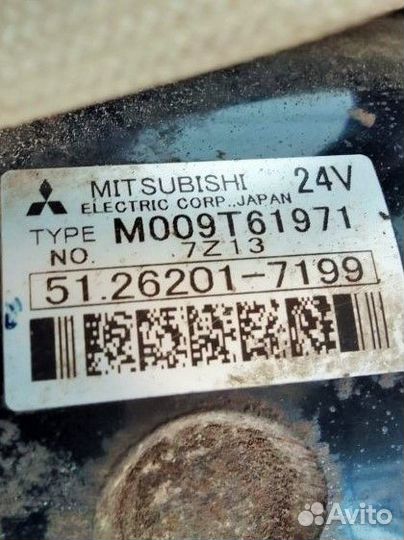 MITSUBISHI 24V
ELECTRIC CORP.,JAPAN
TYPE M009T61971
NO. 7Z13
51.26201-7199
Avito